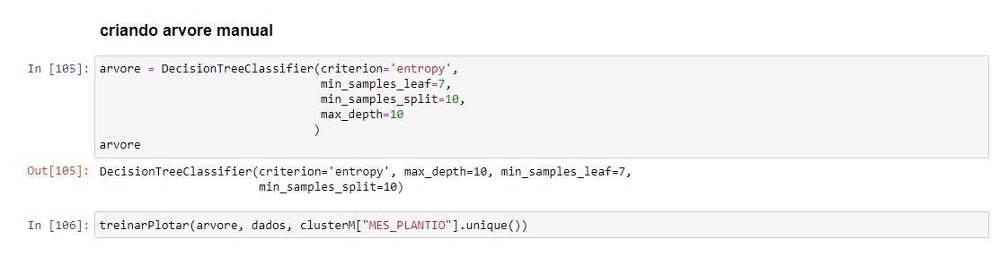 criando arvore manual
In [105]: arvore = DecisionTreeClassifier(criterion='entropy',
min_samples_leaf=7,
min_samples_split=10,
max_depth=10
)
arvore
Out[105]: DecisionTreeClassifier(criterion='entropy', max_depth=10, min_samples_leaf=7,
min_samples_split=10)
In [106]: treinarPlotar(arvore, dados, clusterM["MES_PLANTIO"].unique())